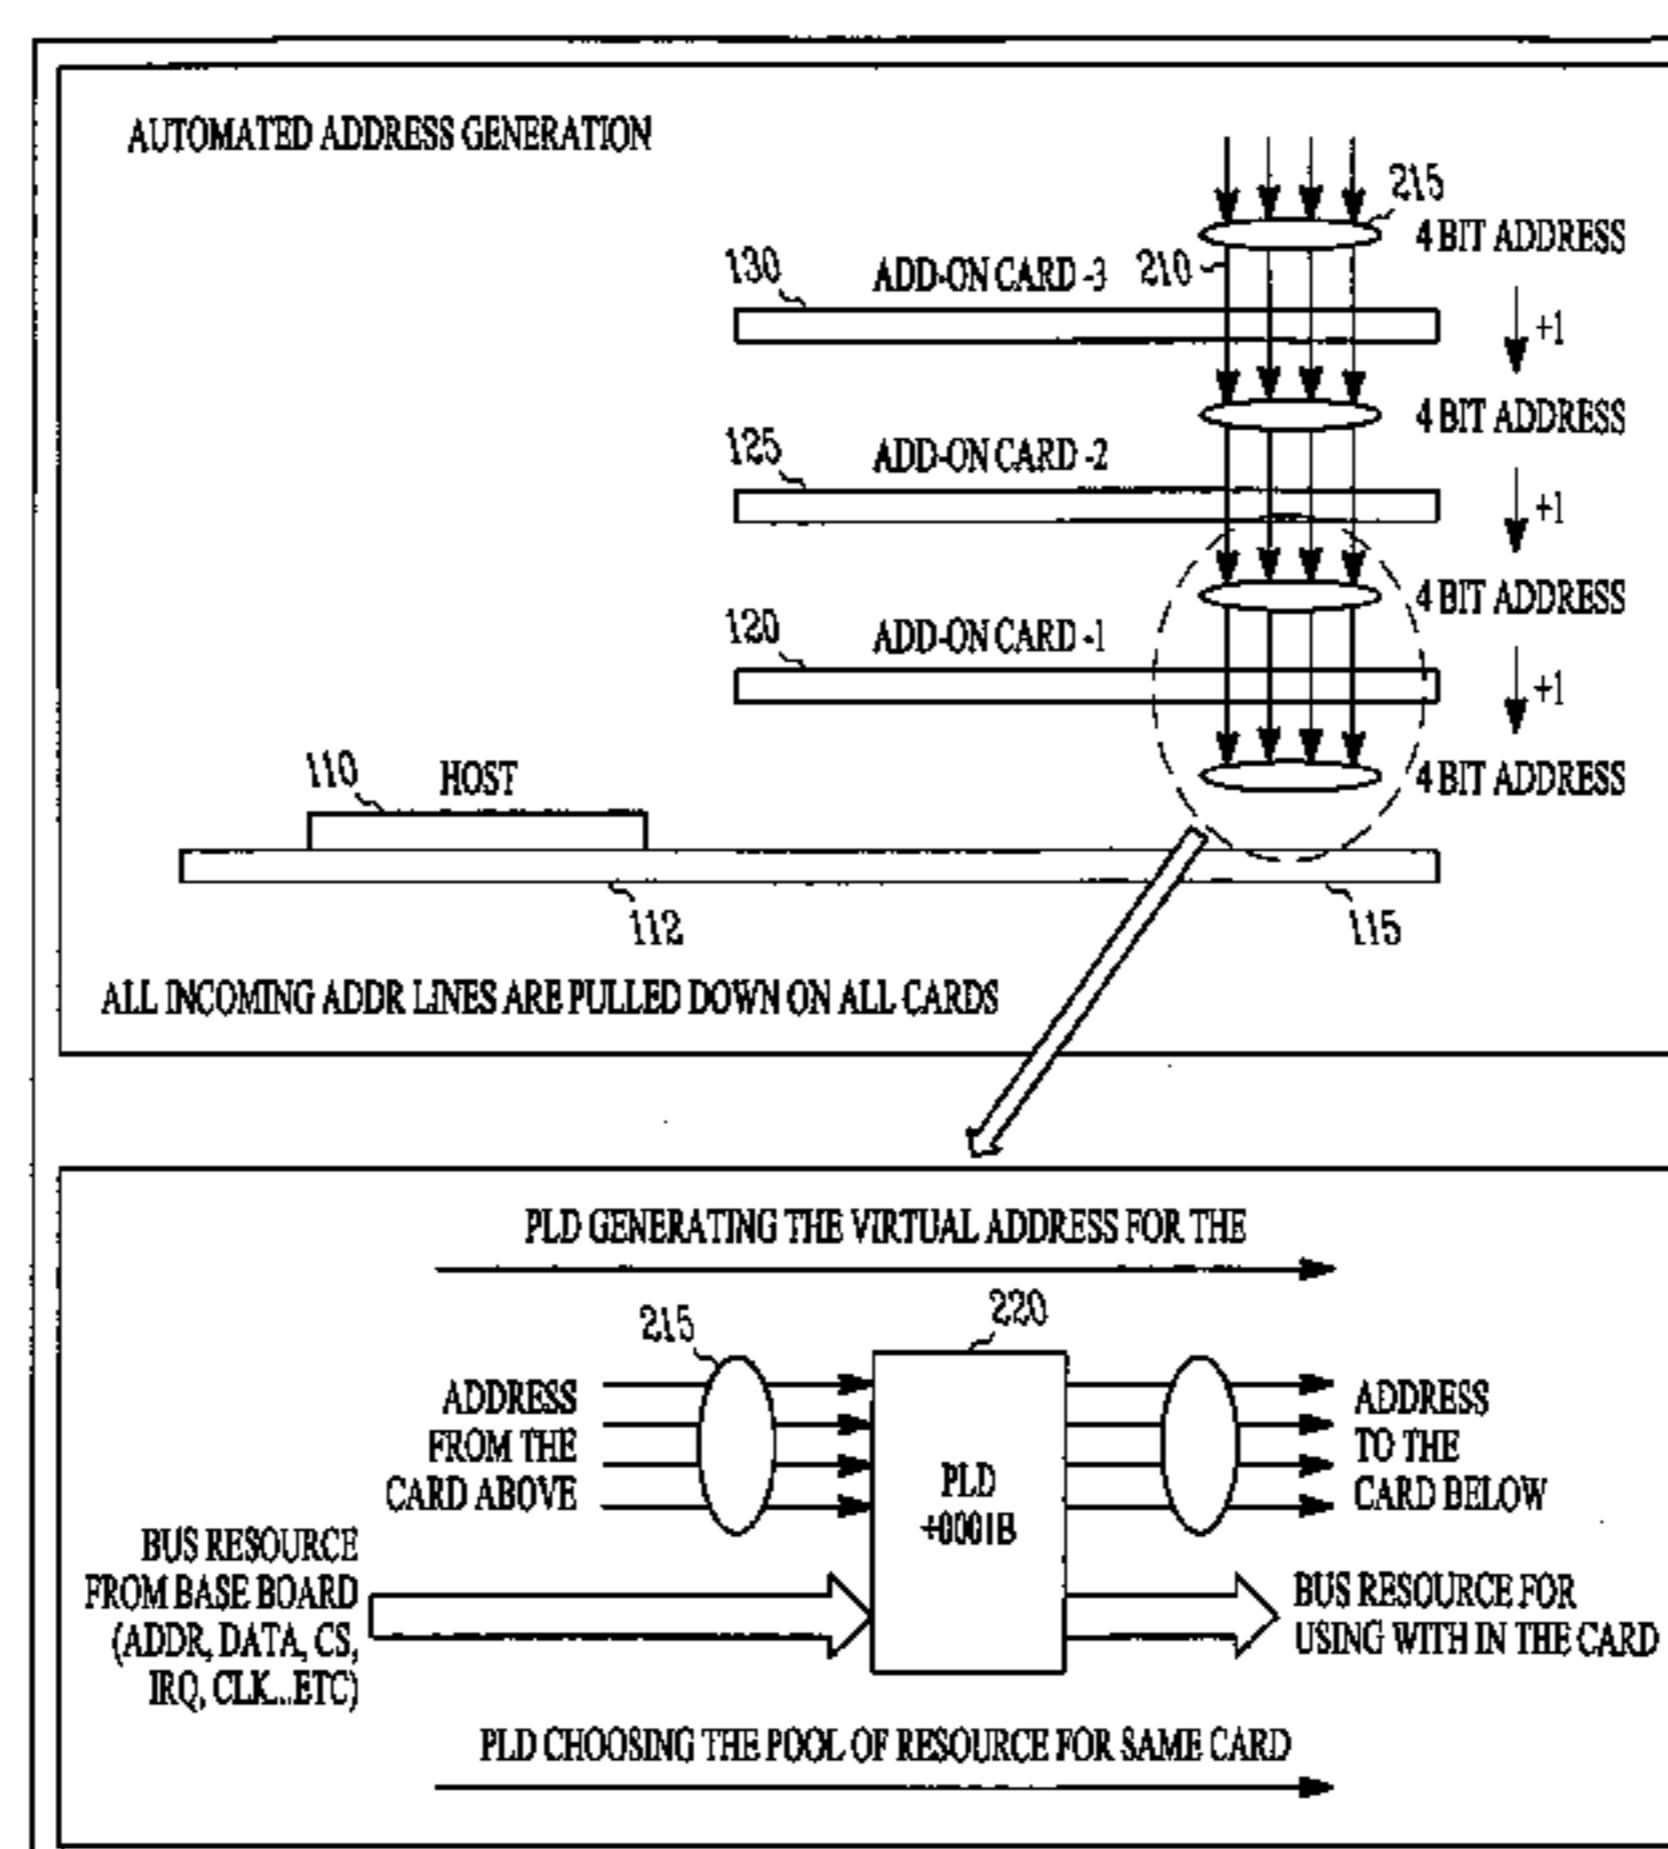 AUTOMATED ADDRESS GENERATION
215
4 BIT ADDRESS
210
130
ADD-ON CARD -3
+1
4 BIT ADDRESS
125
ADD-ON CARD -2
+1
4 BIT ADDRESS
120
ADD-ON CARD -1
+1
110
HOST
4 BIT ADDRESS
112
115
ALL INCOMING ADDR LINES ARE PULLED DOWN ON ALL CARDS
PLD GENERATING THE VIRTUAL ADDRESS FOR THE
215
220
ADDRESS
FROM THE
CARD ABOVE
PLD
+0001B
ADDRESS
TO THE
CARD BELOW
BUS RESOURCE
FROM BASE BOARD
(ADDR, DATA, CS,
IRQ, CLK...ETC)
BUS RESOURCE FOR
USING WITH IN THE CARD
PLD CHOOSING THE POOL OF RESOURCE FOR SAME CARD